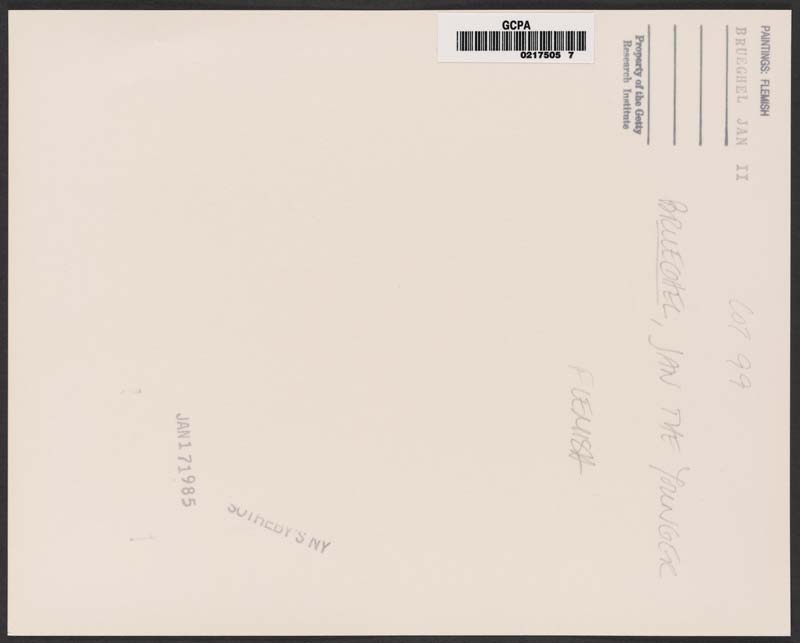 GCPA
0217505 7
PAINTINGS: FLEMISH
BRUEGHEL JAN II
Property of the Getty
Research Institute
LOT 99
BRUEGHEL, JAN THE YOUNGER
FLEMISH
JAN 17 1985
SOTHEBY'S NY